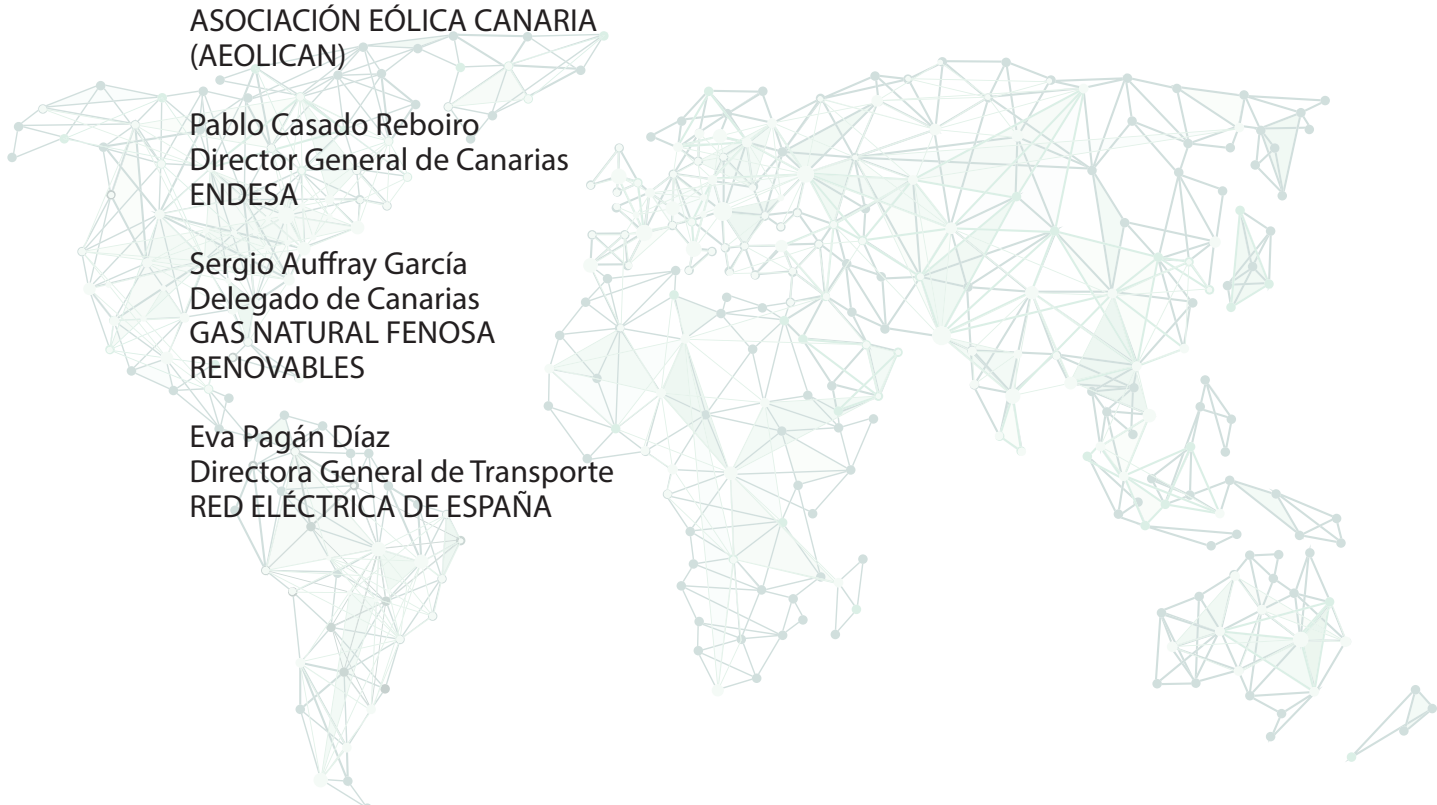 ASOCIACIÓN EÓLICA CANARIA
(AEOLICAN)
Pablo Casado Reboiro
Director General de Canarias
ENDESA
Sergio Auffray García
Delegado de Canarias
GAS NATURAL FENOSA
RENOVABLES
Eva Pagán Díaz
Directora General de Transporte
RED ELÉCTRICA DE ESPAÑA